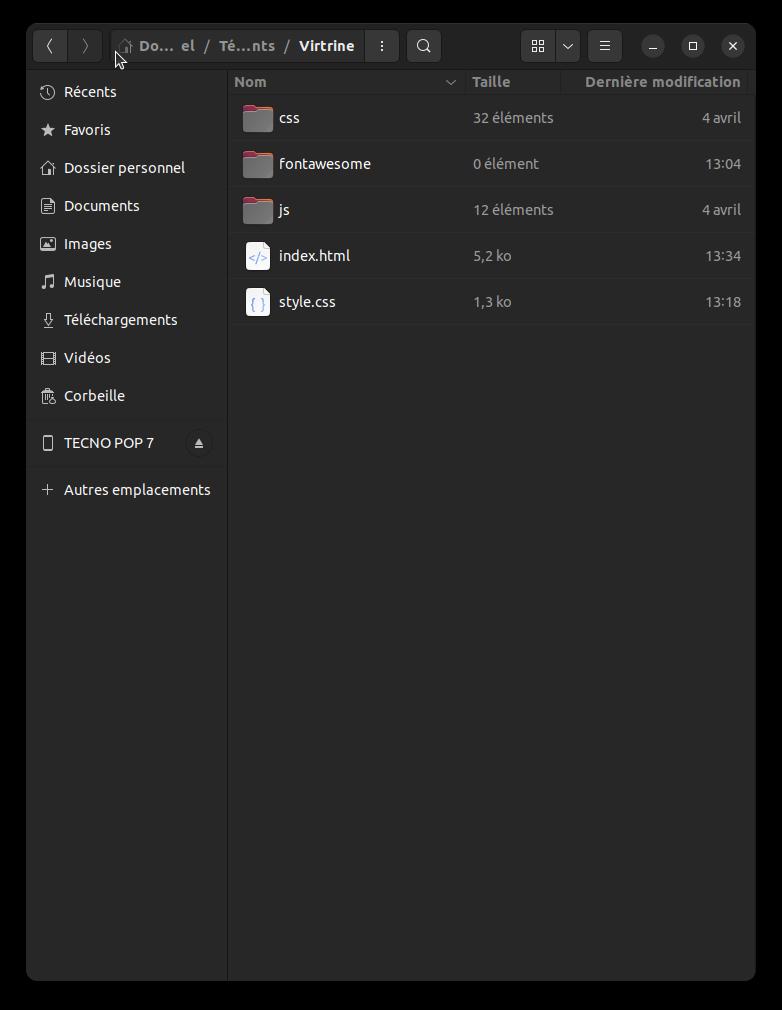 Do... el / Té...nts / Virtrine
Nom Taille Dernière modification
Récents
Favoris
Dossier personnel
Documents
Images
Musique
Téléchargements
Vidéos
Corbeille
TECNO POP 7
Autres emplacements
css 32 éléments 4 avril
fontawesome 0 élément 13:04
js 12 éléments 4 avril
index.html 5,2 ko 13:34
style.css 1,3 ko 13:18